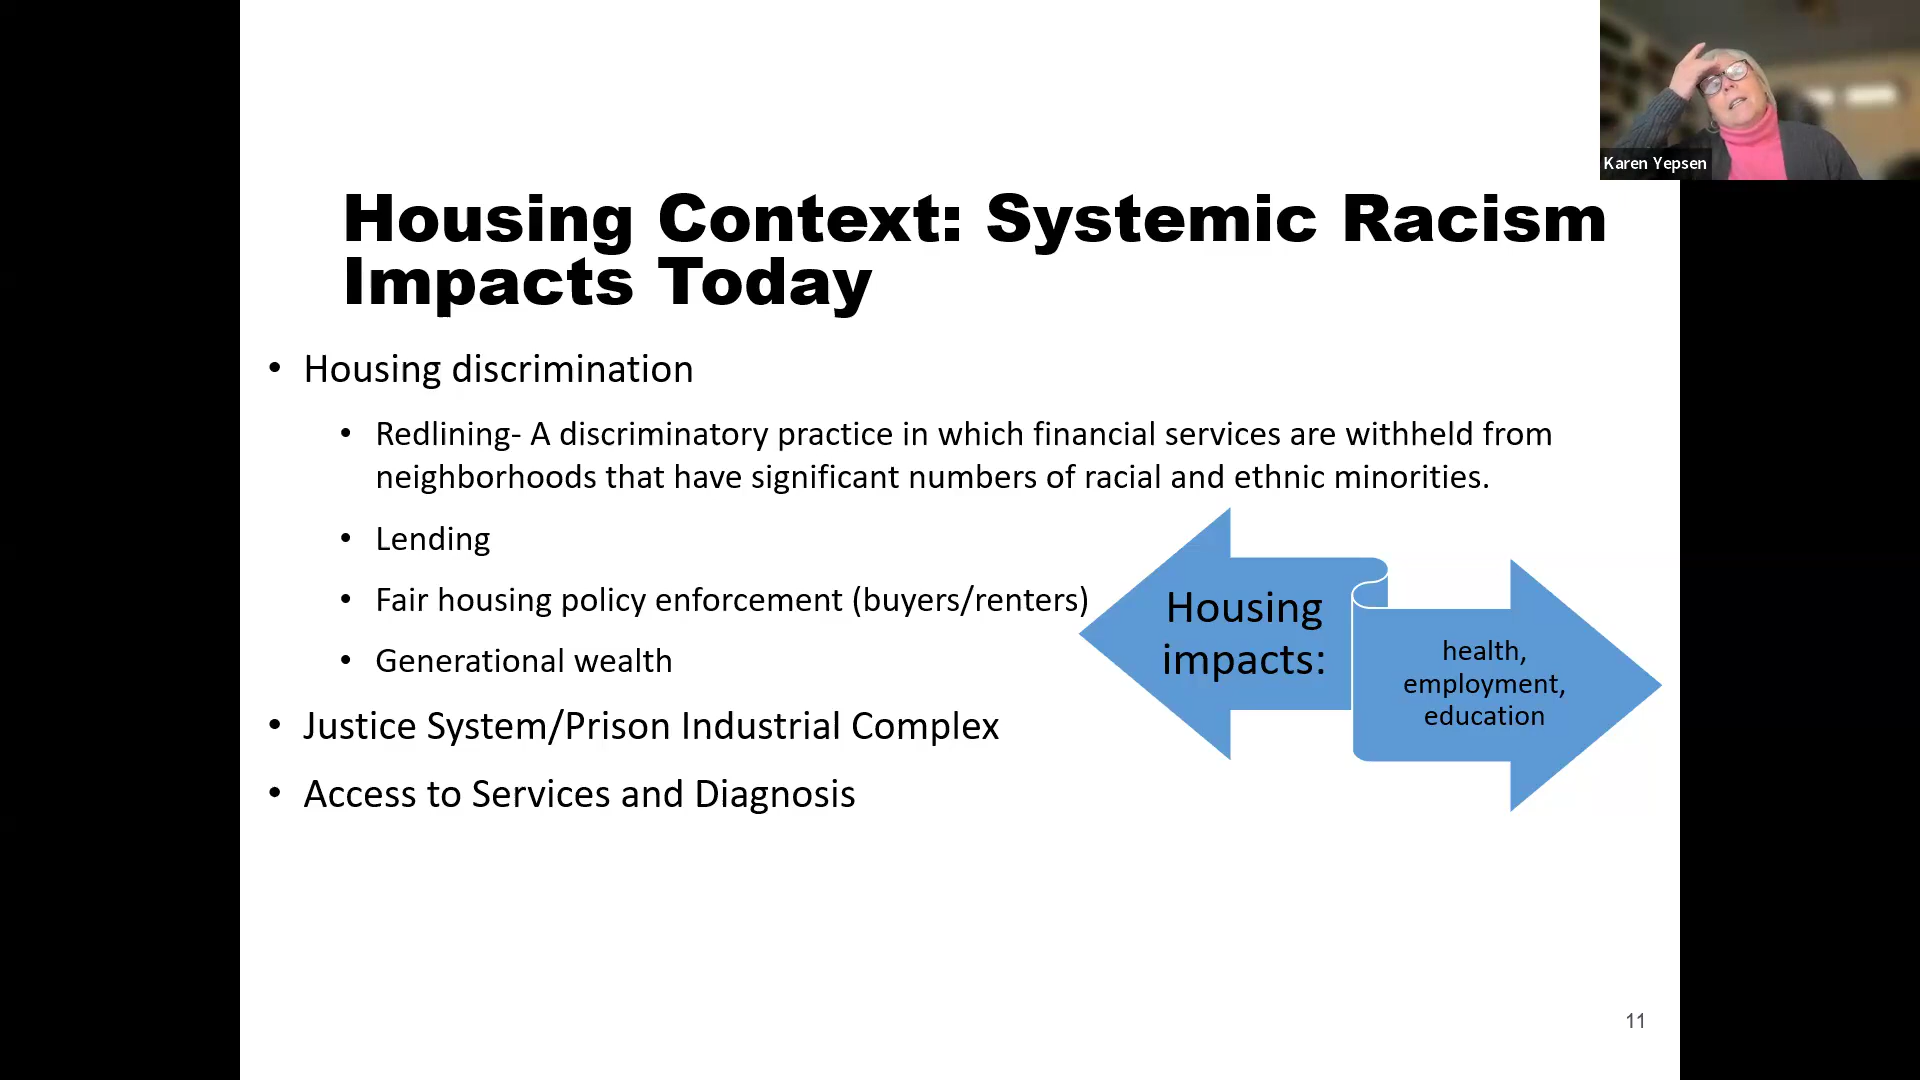 Karen Yepsen
Housing Context: Systemic Racism
Impacts Today
• Housing discrimination
• Redlining- A discriminatory practice in which financial services are withheld from
neighborhoods that have significant numbers of racial and ethnic minorities.
• Lending
• Fair housing policy enforcement (buyers/renters)
• Generational wealth
• Justice System/Prison Industrial Complex
• Access to Services and Diagnosis
Housing
impacts:
health,
employment,
education
11